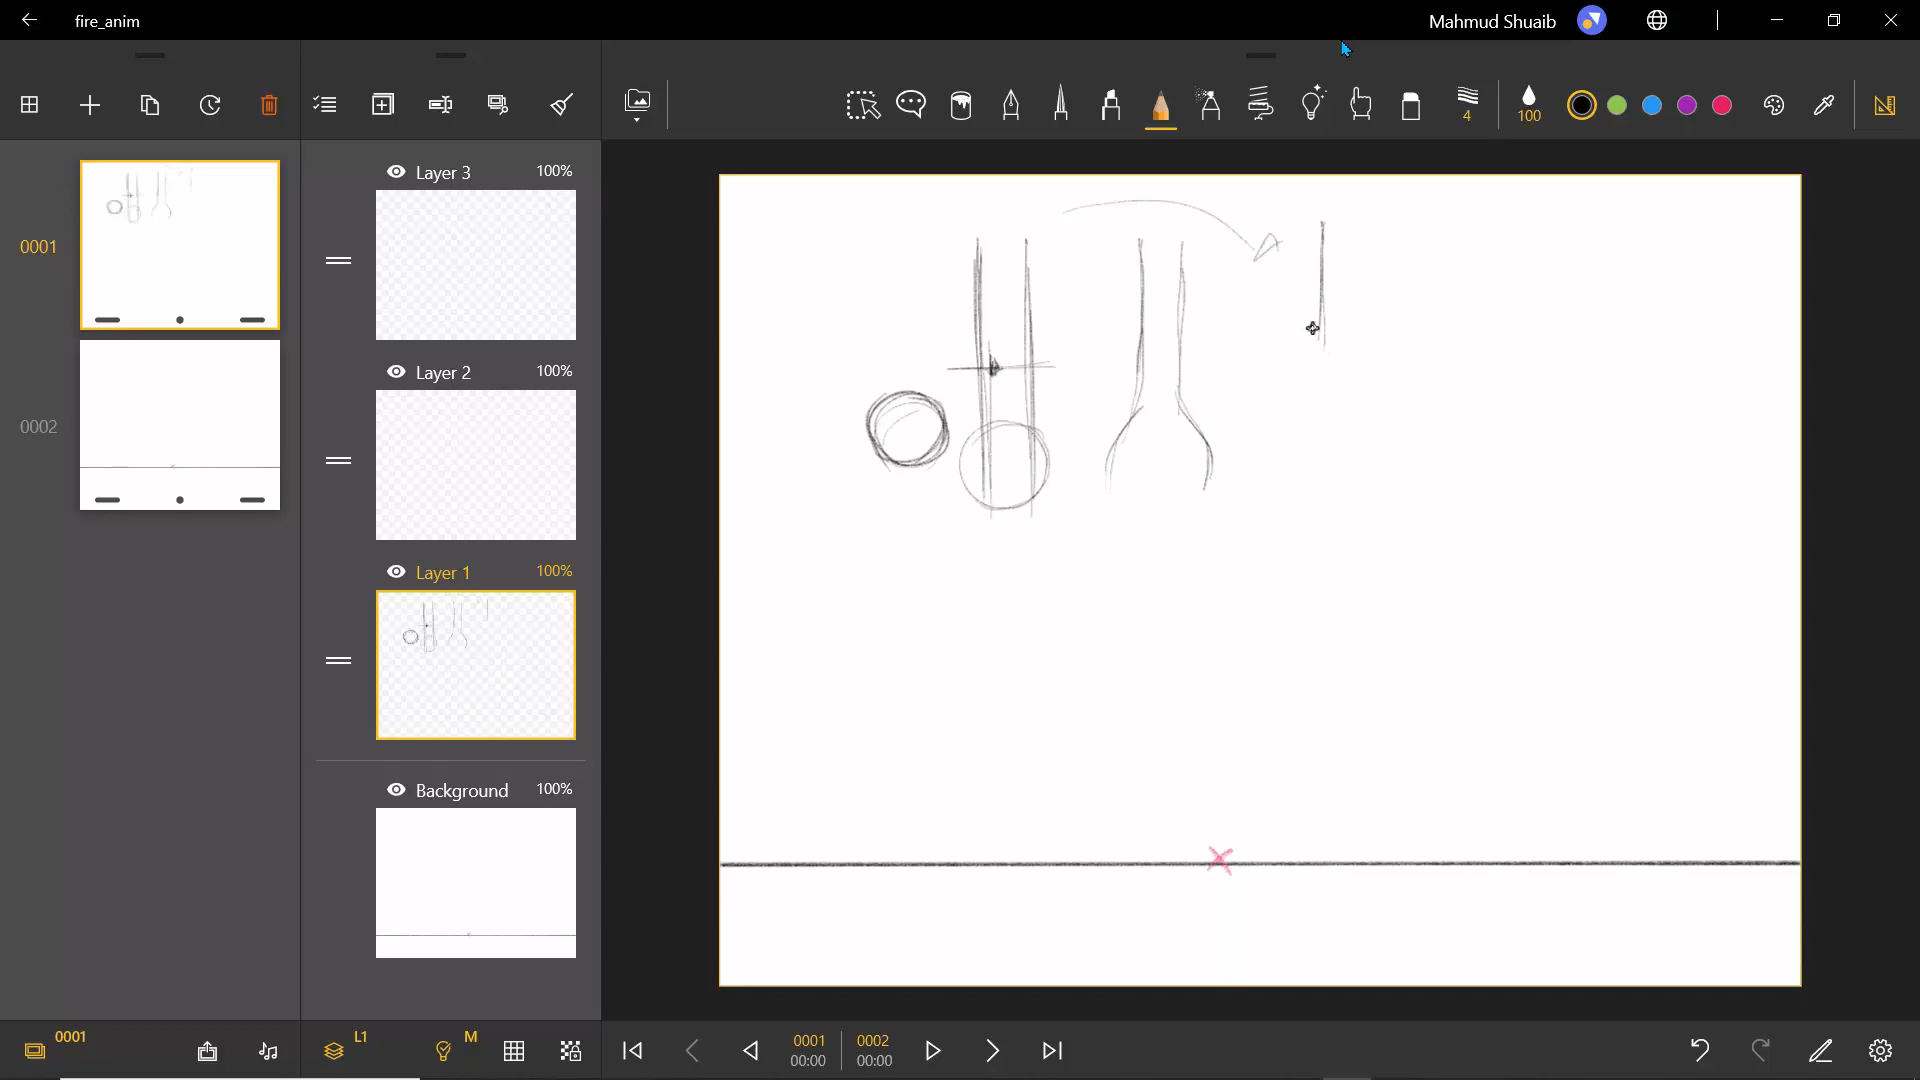 fire_anim
Mahmud Shuaib
4
100
Layer 3
100%
0001
Layer 2
100%
0002
Layer 1
100%
Background
100%
0001
L1
M
0001
00:00
0002
00:00